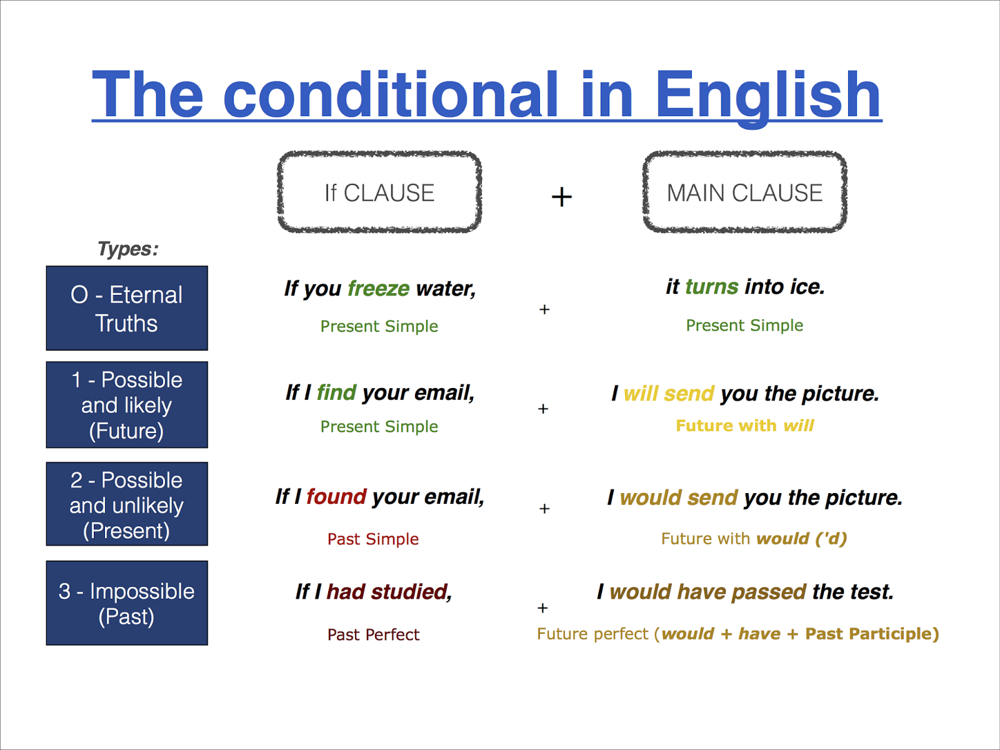 The conditional in English
If CLAUSE + MAIN CLAUSE
Types:
O - Eternal
Truths
If you freeze water, + it turns into ice.
Present Simple Present Simple
1 - Possible
and likely
(Future)
If I find your email, + I will send you the picture.
Present Simple Future with will
2 - Possible
and unlikely
(Present)
If I found your email, + I would send you the picture.
Past Simple Future with would ('d)
3 - Impossible
(Past)
If I had studied, + I would have passed the test.
Past Perfect Future perfect (would + have + Past Participle)